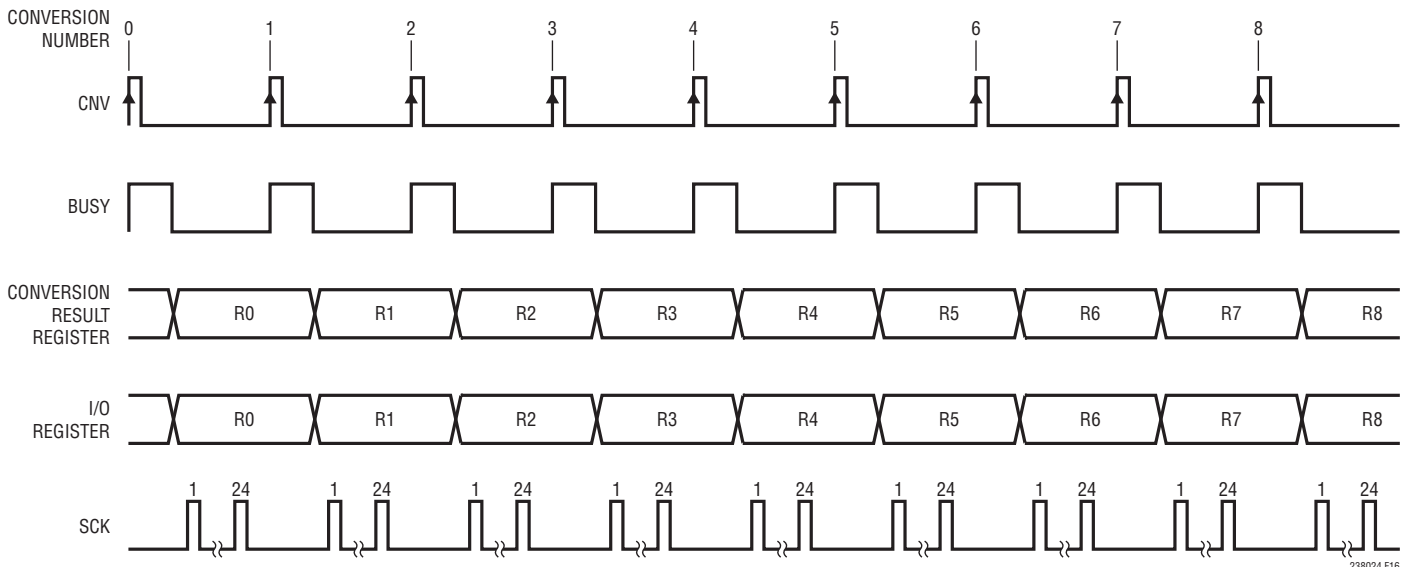 CONVERSION
NUMBER
0 1 2 3 4 5 6 7 8
CNV
BUSY
CONVERSION
RESULT
REGISTER
R0 R1 R2 R3 R4 R5 R6 R7 R8
I/O
REGISTER
R0 R1 R2 R3 R4 R5 R6 R7 R8
1 24 1 24 1 24 1 24 1 24 1 24 1 24 1 24 1 24
SCK
238024 F16